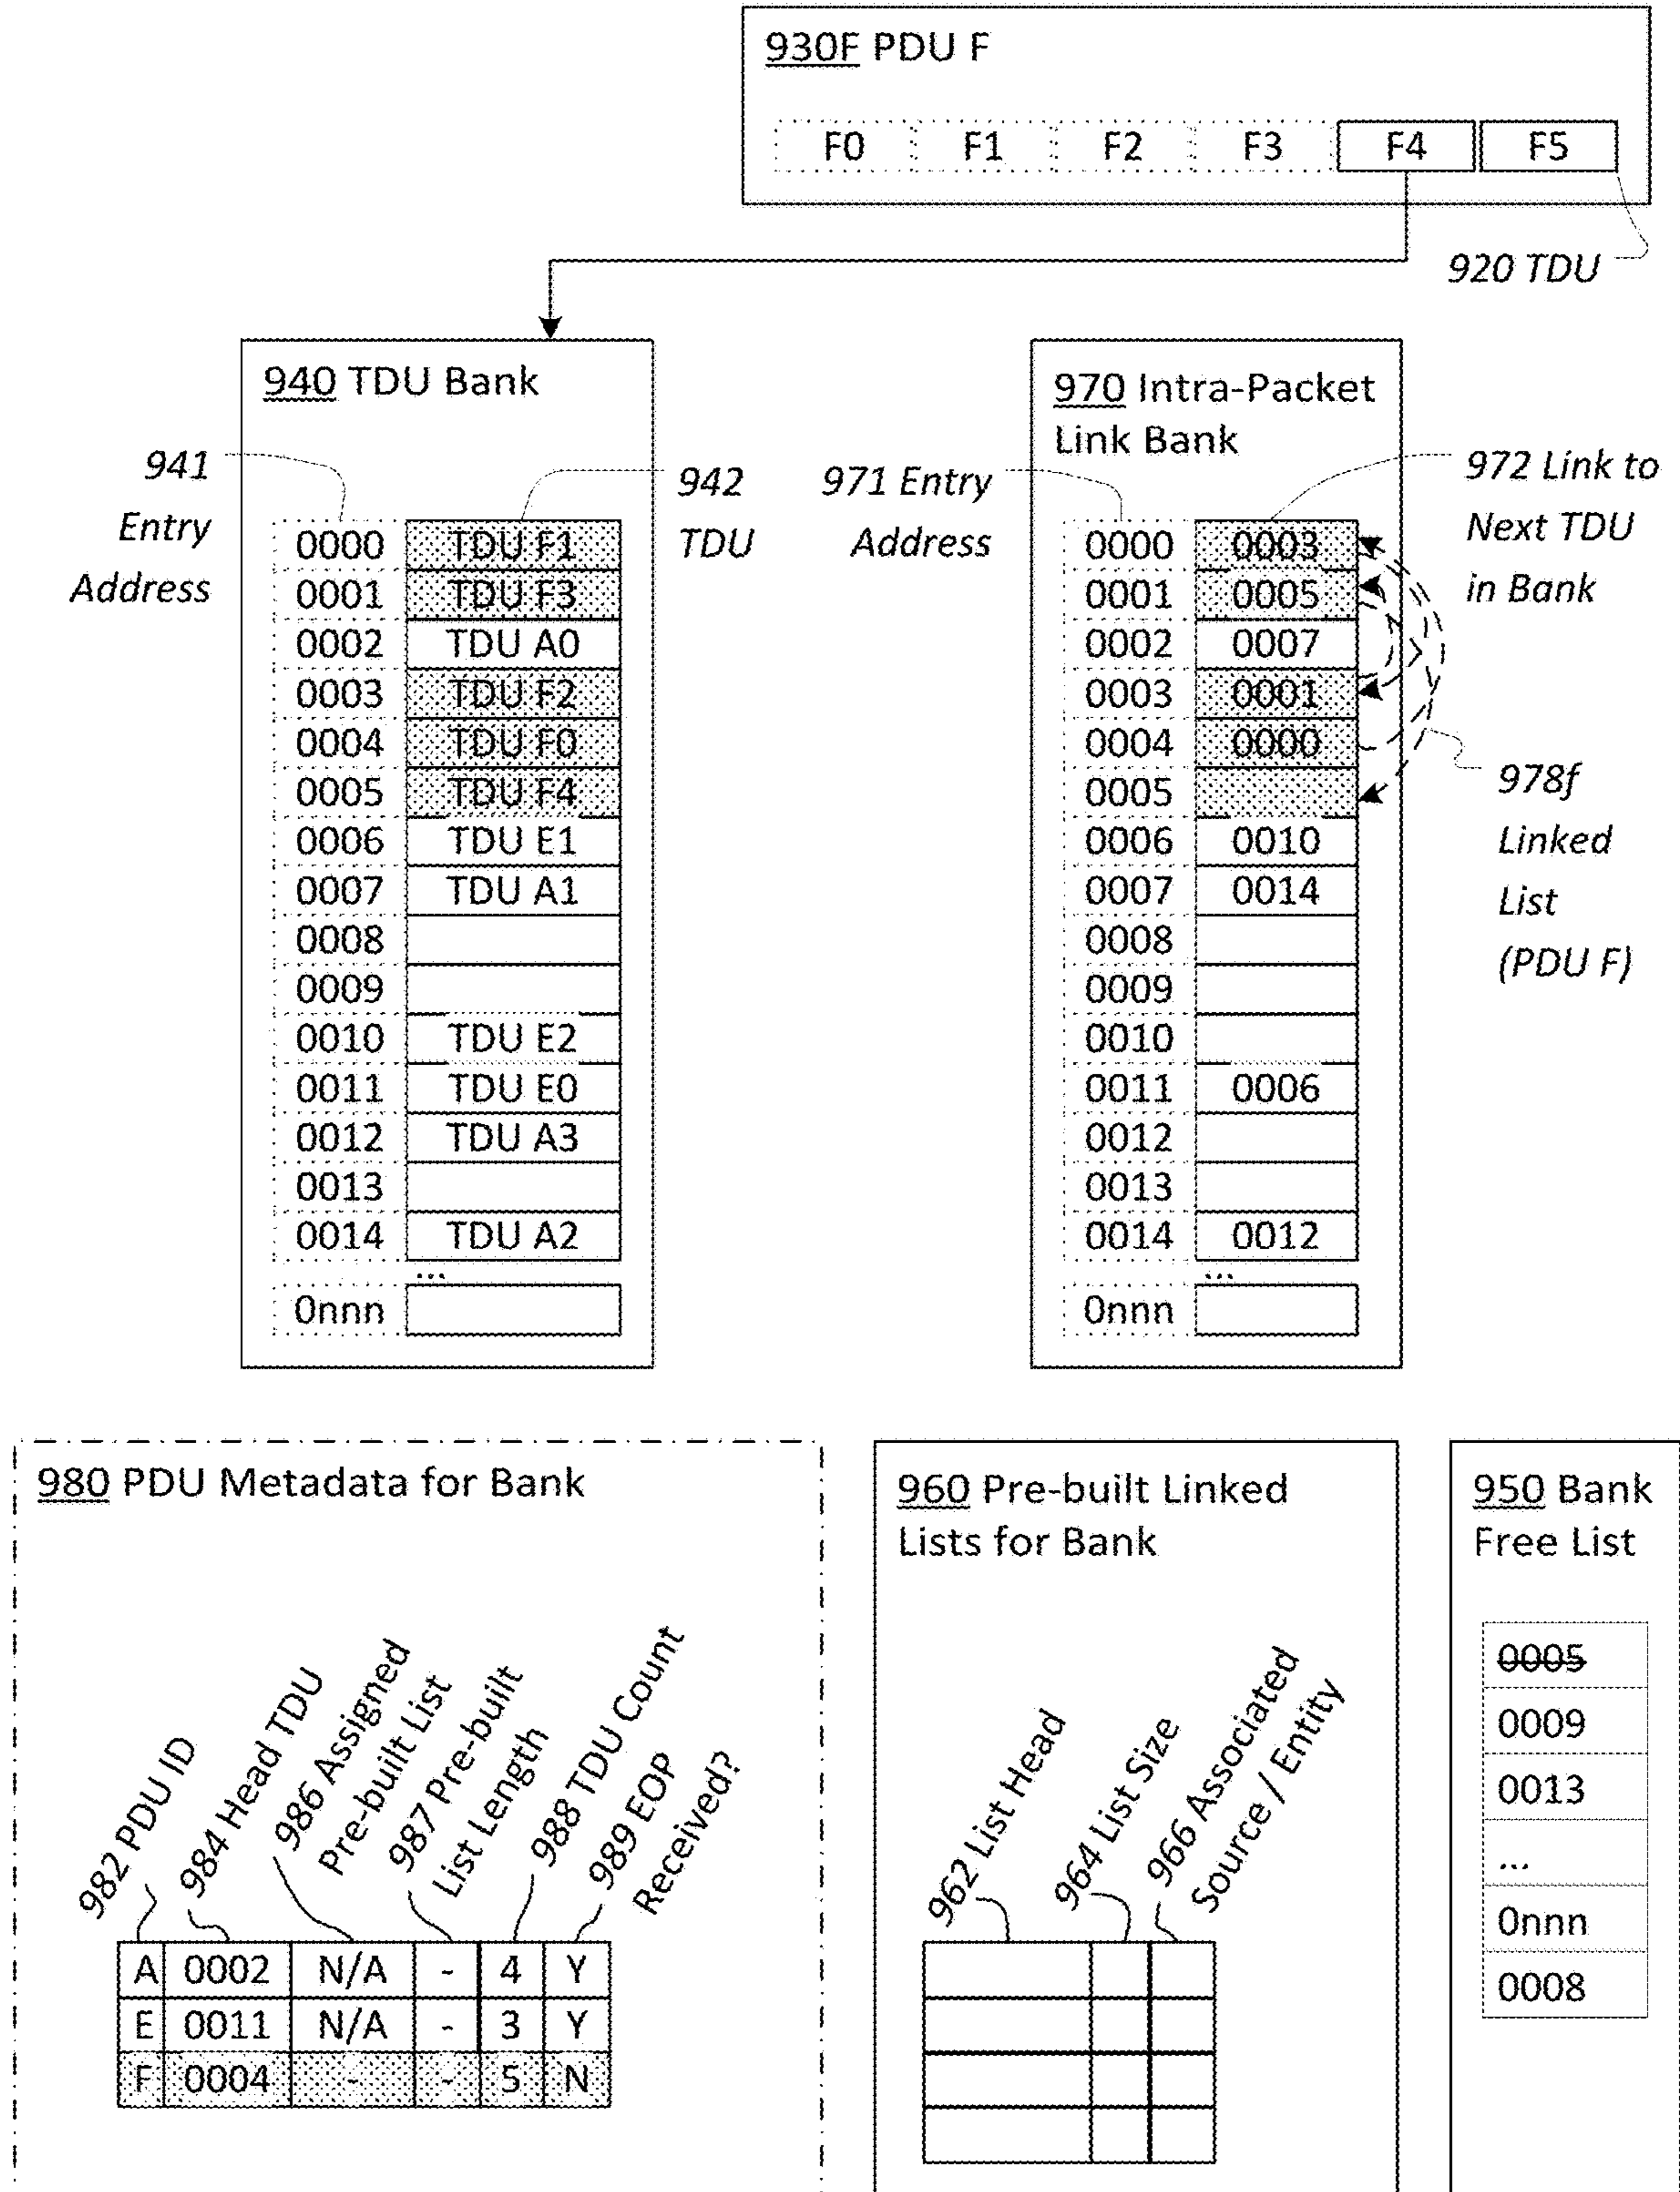 930F PDU F
F0 F1 F2 F3 F4 F5
920 TDU
940 TDU Bank
941
Entry
Address
942
TDU
0000 TDU F1
0001 TDU F3
0002 TDU A0
0003 TDU F2
0004 TDU F0
0005 TDU F4
0006 TDU E1
0007 TDU A1
0008
0009
0010 TDU E2
0011 TDU E0
0012 TDU A3
0013
0014 TDU A2
...
0nnn
970 Intra-Packet
Link Bank
971 Entry
Address
972 Link to
Next TDU
in Bank
0000 0003
0001 0005
0002 0007
0003 0001
0004 0000
0005
0006 0010
0007 0014
0008
0009
0010
0011 0006
0012
0013
0014 0012
...
0nnn
978f
Linked
List
(PDU F)
980 PDU Metadata for Bank
982 PDU ID
984 Head TDU
986 Assigned
Pre-built List
987 Pre-built
List Length
988 TDU Count
989 EOP
Received?
A 0002 N/A - 4 Y
E 0011 N/A - 3 Y
F 0004 - - 5 N
960 Pre-built Linked
Lists for Bank
962 List Head
964 List Size
966 Associated
Source / Entity
950 Bank
Free List
0005
0009
0013
...
0nnn
0008